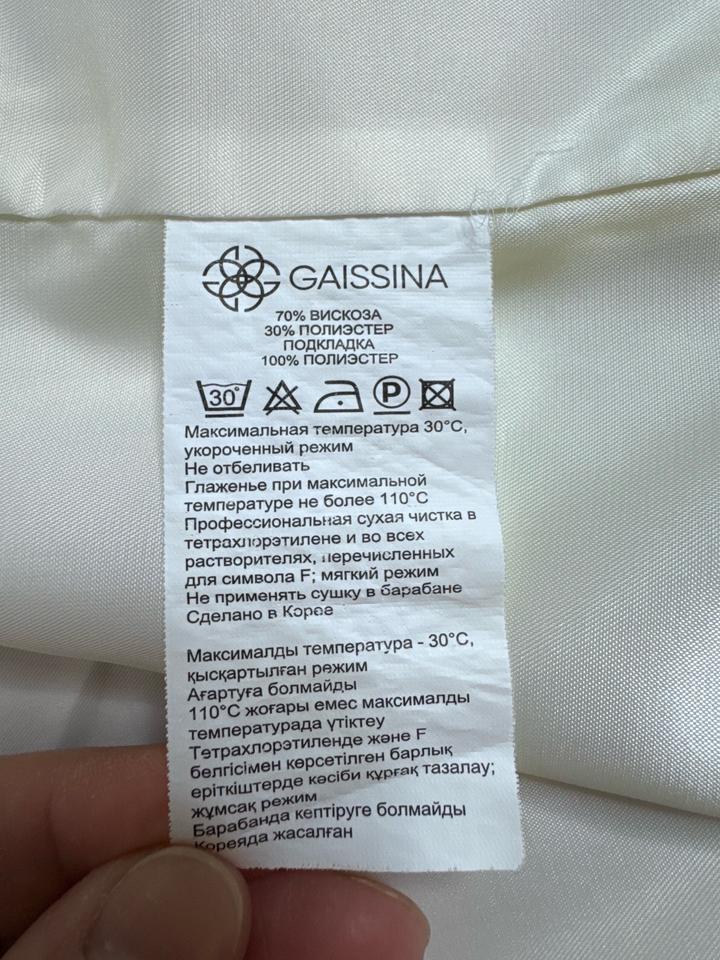 GAISSINA
70% ВИСКОЗА
30% ПОЛИЭСТЕР
ПОДКЛАДКА
100% ПОЛИЭСТЕР
30° P
Максимальная температура 30°C,
укороченный режим
Не отбеливать
Глаженье при максимальной
температуре не более 110°C
Профессиональная сухая чистка в
тетрахлорэтилене и во всех
растворителях, перечисленных
для символа F; мягкий режим
Не применять сушку в барабане
Сделано в Корее
Максималды температура - 30°C,
қысқартылған режим
Ағартуға болмайды
110°C жоғары емес максималды
температурада үтіктеу
Тетрахлорэтиленде және F
белгісімен көрсетілген барлық
еріткіштерде кәсіби құрғақ тазалау;
жұмсақ режим
Барабанда кептіруге болмайды
Кореяда жасалған